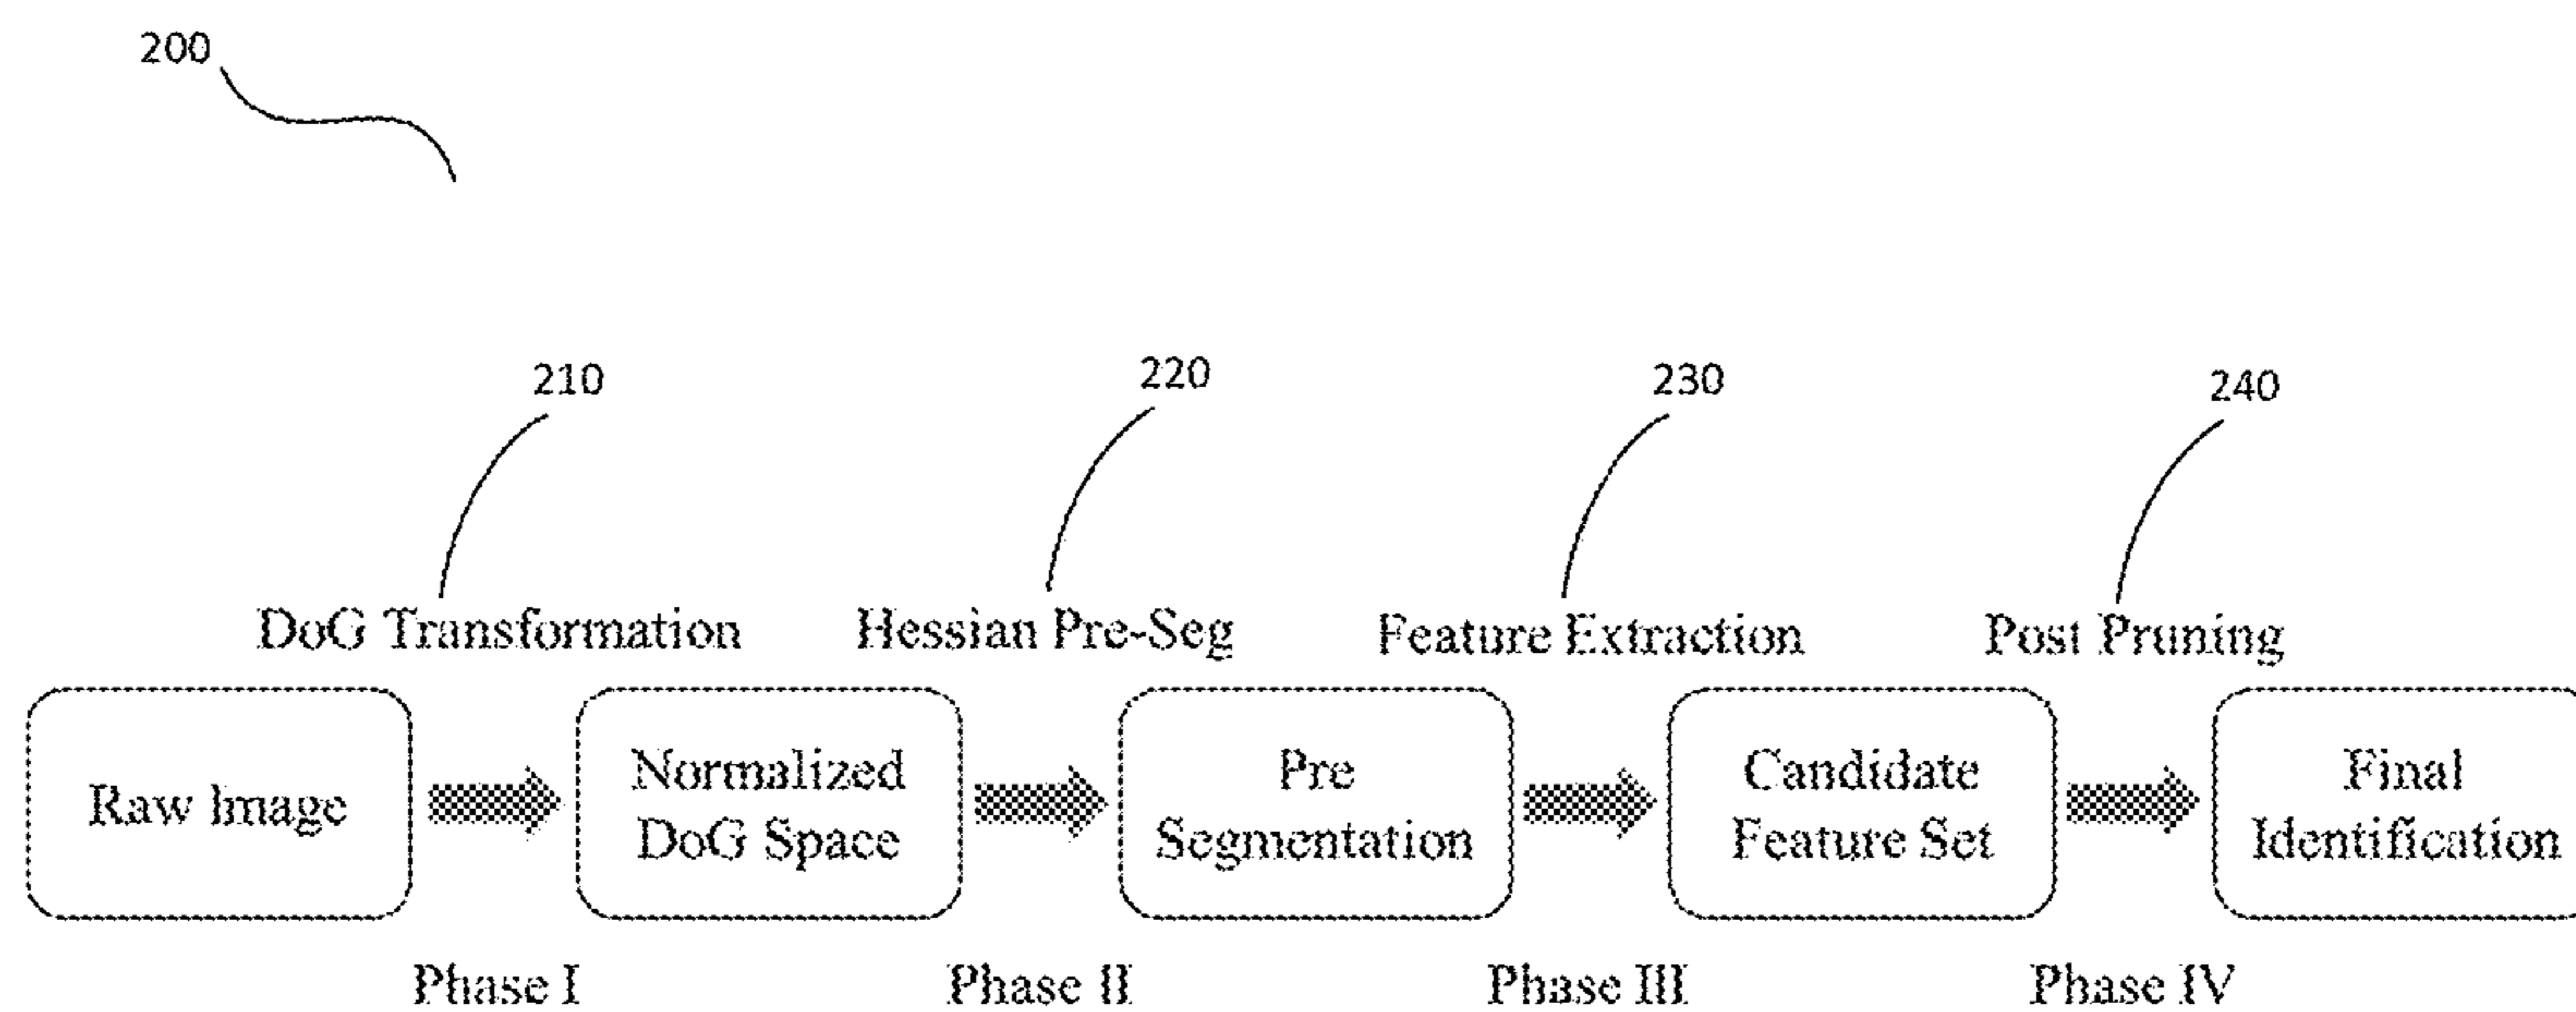 200
210
220
230
240
DoG Transformation
Hessian Pre-Seg
Feature Extraction
Post Pruning
Raw Image
Normalized
DoG Space
Pre
Segmentation
Candidate
Feature Set
Final
Identification
Phase I
Phase II
Phase III
Phase IV